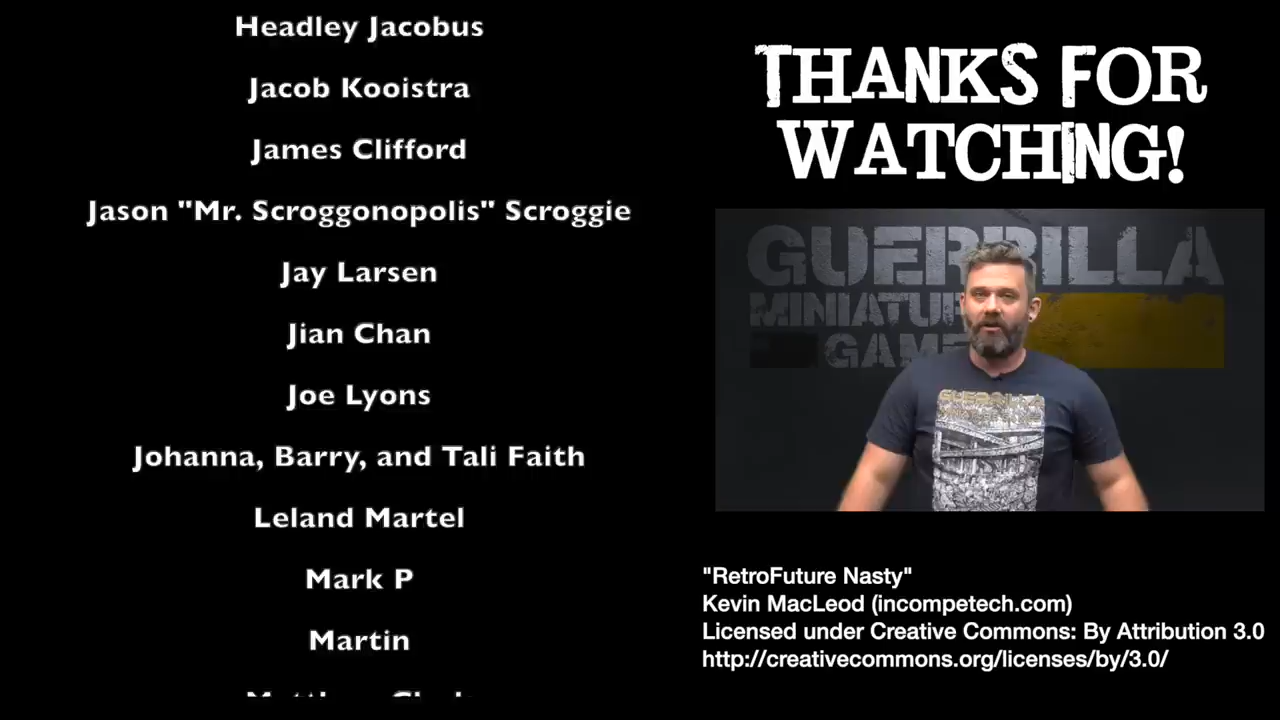 Headley Jacobus
Jacob Kooistra
James Clifford
Jason "Mr. Scroggonopolis" Scroggie
Jay Larsen
Jian Chan
Joe Lyons
Johanna, Barry, and Tali Faith
Leland Martel
Mark P
Martin
THANKS FOR
WATCHING!
GUERRILLA
"RetroFuture Nasty"
Kevin MacLeod (incompetech.com)
Licensed under Creative Commons: By Attribution 3.0
http://creativecommons.org/licenses/by/3.0/